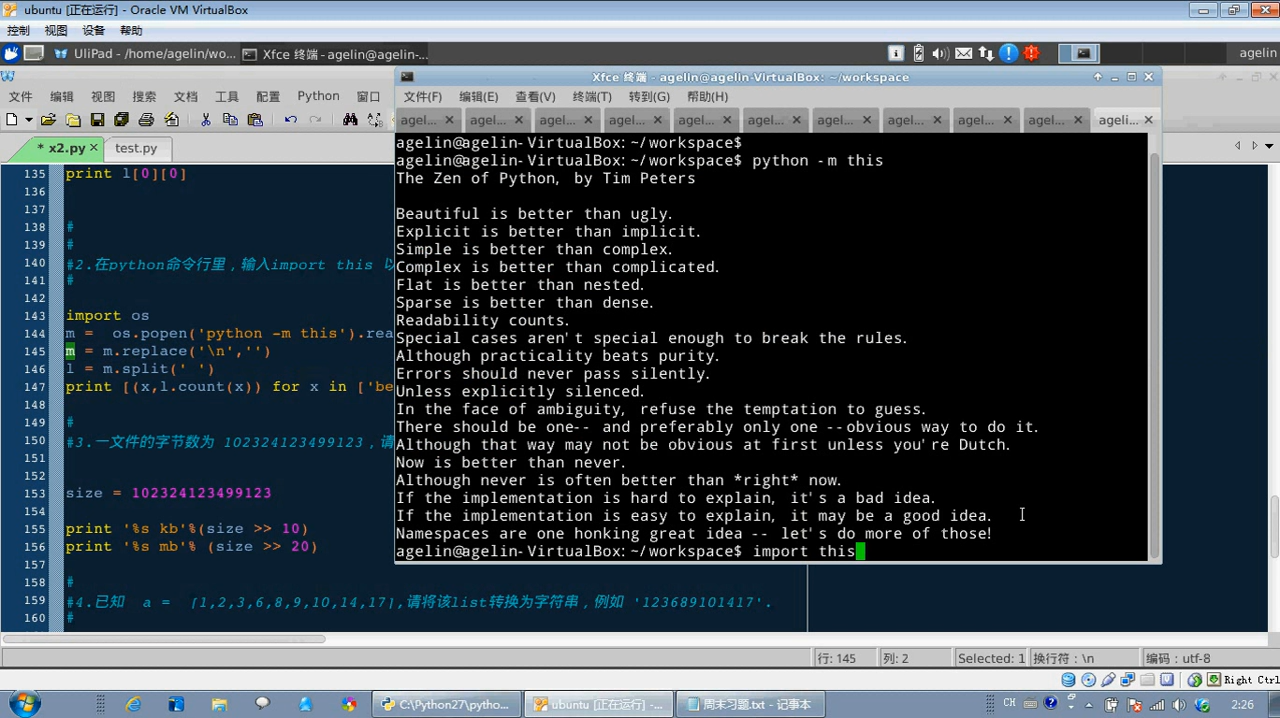 ubuntu [正在运行] - Oracle VM VirtualBox
控制 视图 设备 帮助
UliPad - /home/agelin/wo... Xfce 终端 - agelin@agelin-... agelin
Xfce 终端 - agelin@agelin-VirtualBox: ~/workspace
文件 编辑 视图 搜索 文档 工具 配置 Python 窗口
文件(F) 编辑(E) 查看(V) 终端(T) 转到(G) 帮助(H)
agel... agel... agel... agel... agel... agel... agel... agel... agel... agel... ageli...
* x2.py test.py
135 print l[0][0]
136
137
138 #
139 #
140 #2.在python命令行里，输入import this 以
141 #
142
143 import os
144 m =  os.popen('python -m this').rea
145 m = m.replace('\n','')
146 l = m.split(' ')
147 print [(x,l.count(x)) for x in ['be
148
149 #
150 #3.一文件的字节数为 102324123499123，请
151
152
153 size = 102324123499123
154
155 print '%s kb'%(size >> 10)
156 print '%s mb'% (size >> 20)
157
158 #
159 #4.已知  a =  [1,2,3,6,8,9,10,14,17],请将该list转换为字符串，例如 '123689101417'.
160 #
agelin@agelin-VirtualBox:~/workspace$
agelin@agelin-VirtualBox:~/workspace$ python -m this
The Zen of Python, by Tim Peters
Beautiful is better than ugly.
Explicit is better than implicit.
Simple is better than complex.
Complex is better than complicated.
Flat is better than nested.
Sparse is better than dense.
Readability counts.
Special cases aren't special enough to break the rules.
Although practicality beats purity.
Errors should never pass silently.
Unless explicitly silenced.
In the face of ambiguity, refuse the temptation to guess.
There should be one-- and preferably only one --obvious way to do it.
Although that way may not be obvious at first unless you're Dutch.
Now is better than never.
Although never is often better than *right* now.
If the implementation is hard to explain, it's a bad idea.
If the implementation is easy to explain, it may be a good idea.
Namespaces are one honking great idea -- let's do more of those!
agelin@agelin-VirtualBox:~/workspace$ import this
行: 145 列: 2 Selected: 1 换行符：\n 编码：utf-8
Right Ctrl
C:\Python27\pytho... ubuntu [正在运行] -... 周末习题.txt - 记事本 CH 2:26